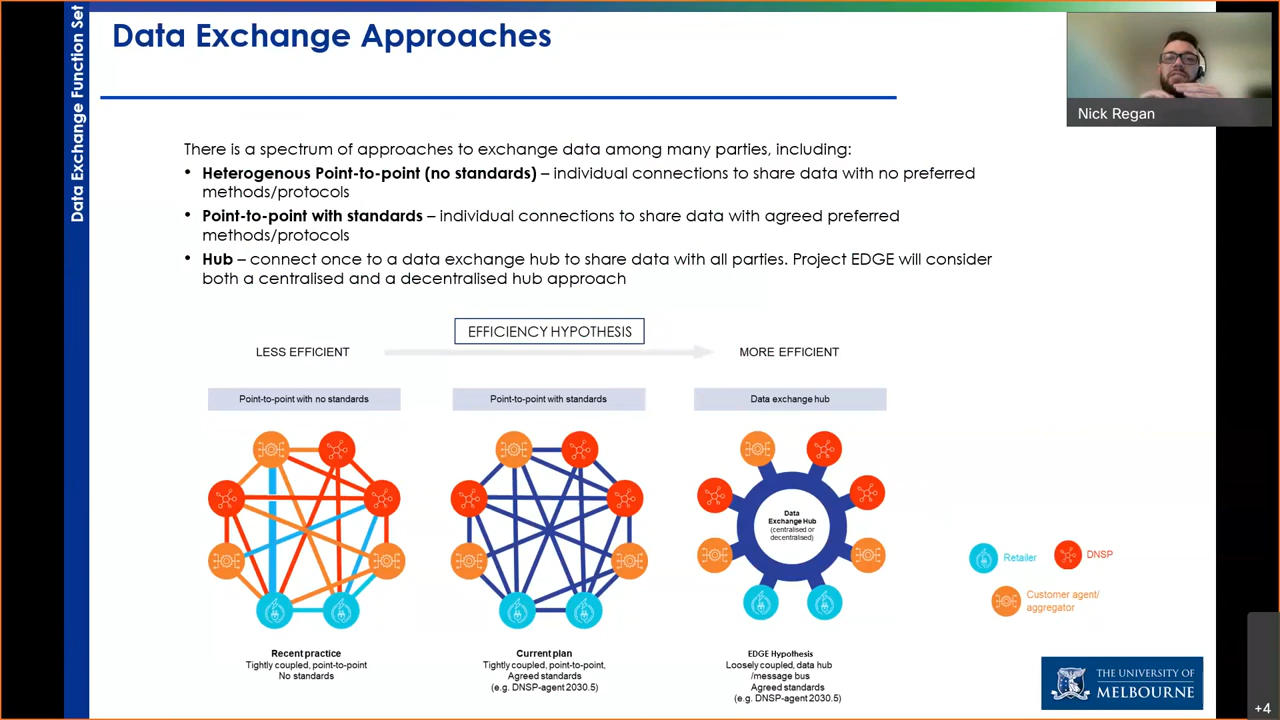 Data Exchange Function Set
Data Exchange Approaches
Nick Regan
There is a spectrum of approaches to exchange data among many parties, including:
• Heterogenous Point-to-point (no standards) – individual connections to share data with no preferred
methods/protocols
• Point-to-point with standards – individual connections to share data with agreed preferred
methods/protocols
• Hub – connect once to a data exchange hub to share data with all parties. Project EDGE will consider
both a centralised and a decentralised hub approach
EFFICIENCY HYPOTHESIS
LESS EFFICIENT
MORE EFFICIENT
Point-to-point with no standards
Point-to-point with standards
Data exchange hub
Data
Exchange Hub
(centralised or
decentralised)
Retailer
DNSP
Customer agent/
aggregator
Recent practice
Tightly coupled, point-to-point
No standards
Current plan
Tightly coupled, point-to-point,
Agreed standards
(e.g. DNSP-agent 2030.5)
EDGE Hypothesis
Loosely coupled, data hub
/message bus
Agreed standards
(e.g. DNSP-agent 2030.5)
THE UNIVERSITY OF
MELBOURNE
+4